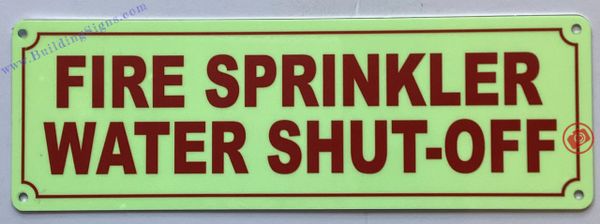 www.BuildingSigns.com
FIRE SPRINKLER
WATER SHUT-OFF